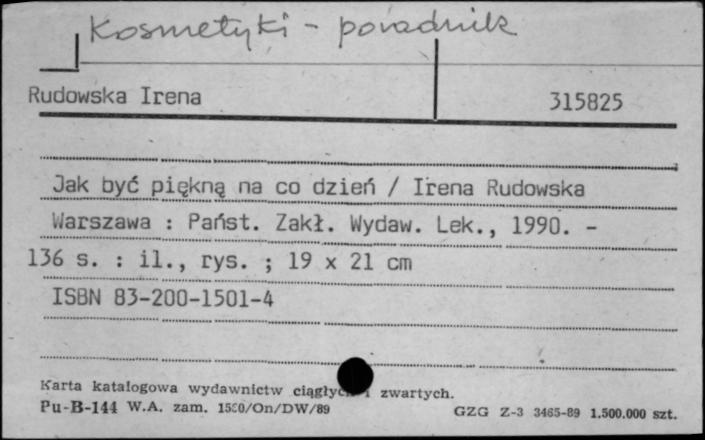 Kosmetyki - poradnik
Rudowska Irena 315825
Jak być piękną na co dzień / Irena Rudowska
Warszawa : Państ. Zakł. Wydaw. Lek., 1990. -
136 s. : il., rys. ; 19 x 21 cm
ISBN 83-200-1501-4
Karta katalogowa wydawnictw ciągłych i zwartych.
Pu-B-144 W.A. zam. 1580/On/DW/89 GZG Z-3 3465-89 1.500.000 szt.